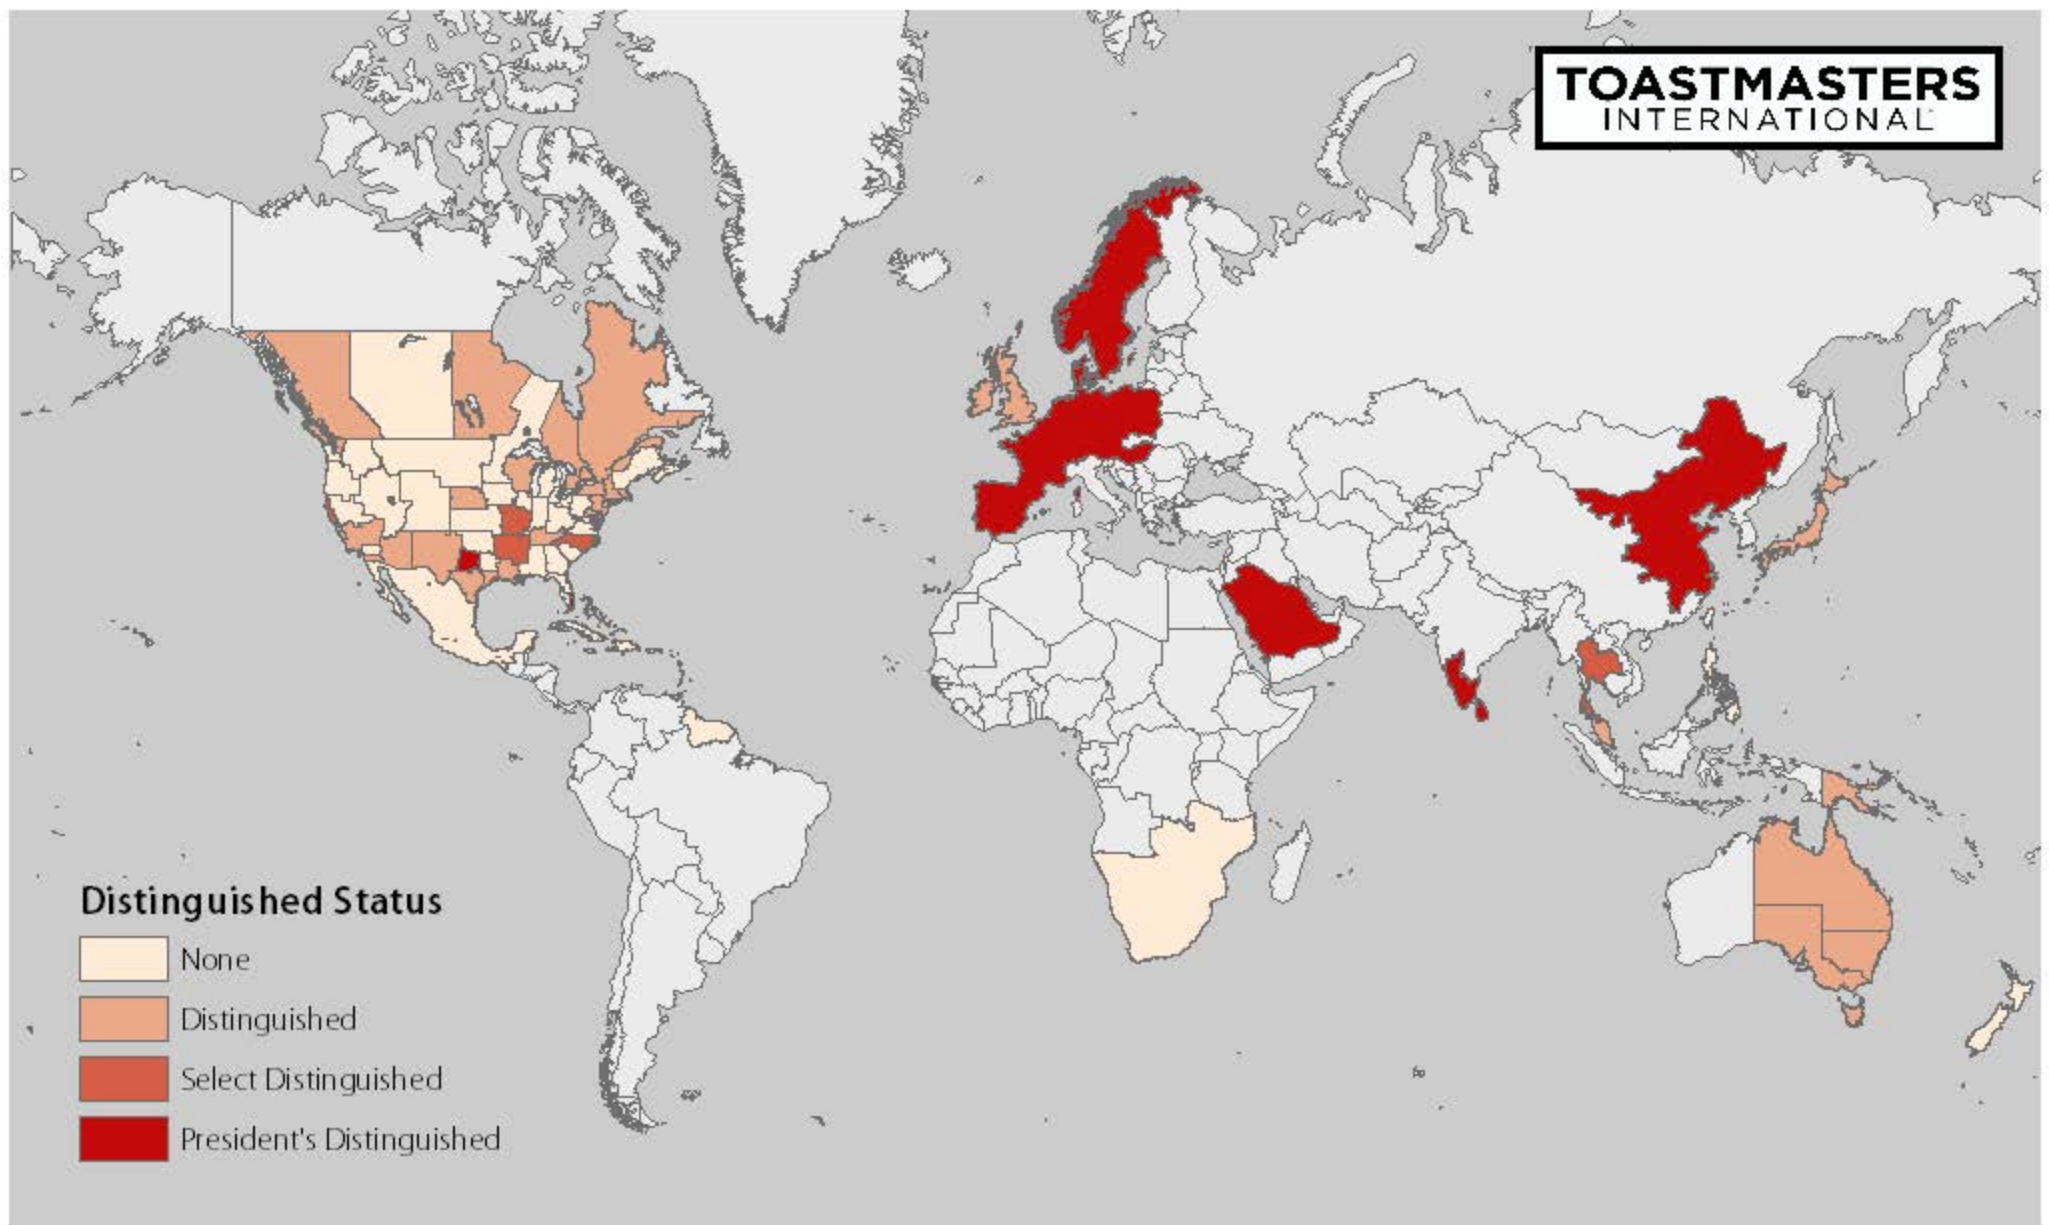 TOASTMASTERS
INTERNATIONAL
Distinguished Status
None
Distinguished
Select Distinguished
President's Distinguished